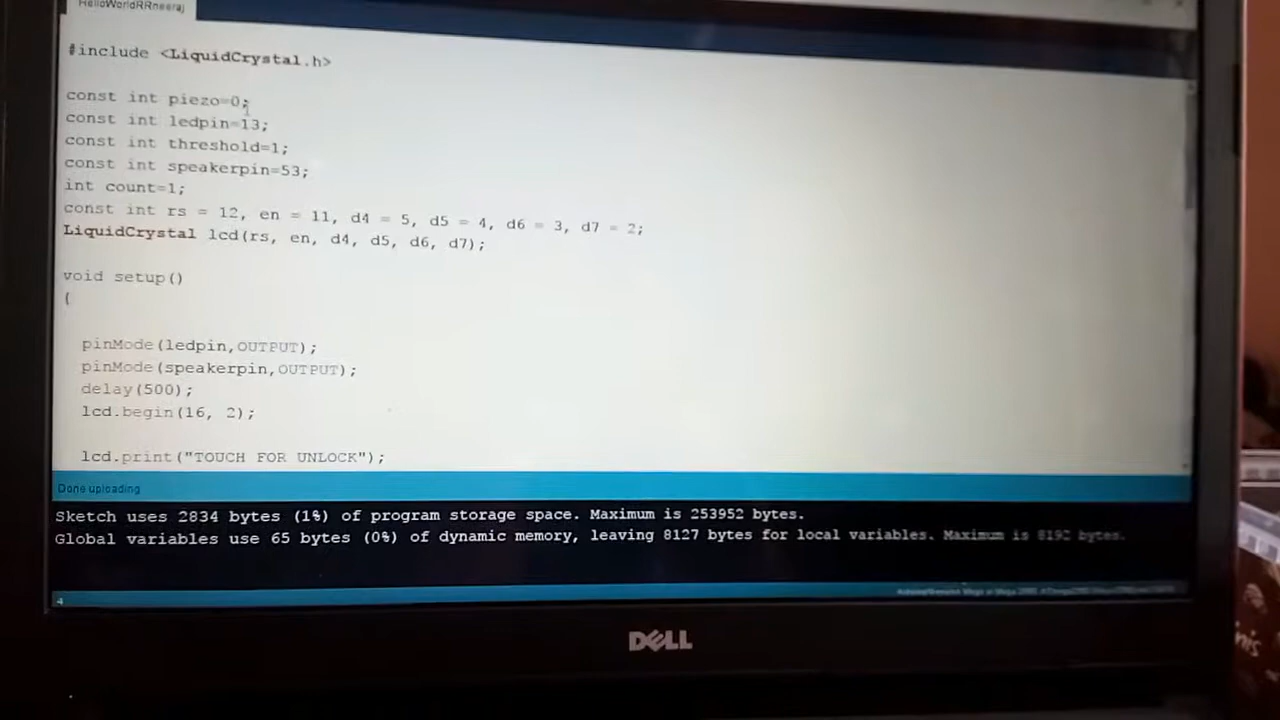 HelloWorldRRneeraj
#include <LiquidCrystal.h>
const int piezo=0;
const int ledpin=13;
const int threshold=1;
const int speakerpin=53;
int count=1;
const int rs = 12, en = 11, d4 = 5, d5 = 4, d6 = 3, d7 = 2;
LiquidCrystal lcd(rs, en, d4, d5, d6, d7);
void setup()
{
pinMode(ledpin,OUTPUT);
pinMode(speakerpin,OUTPUT);
delay(500);
lcd.begin(16, 2);
lcd.print("TOUCH FOR UNLOCK");
Done uploading
Sketch uses 2834 bytes (1%) of program storage space. Maximum is 253952 bytes.
Global variables use 65 bytes (0%) of dynamic memory, leaving 8127 bytes for local variables. Maximum is 8192 bytes.
4
DELL